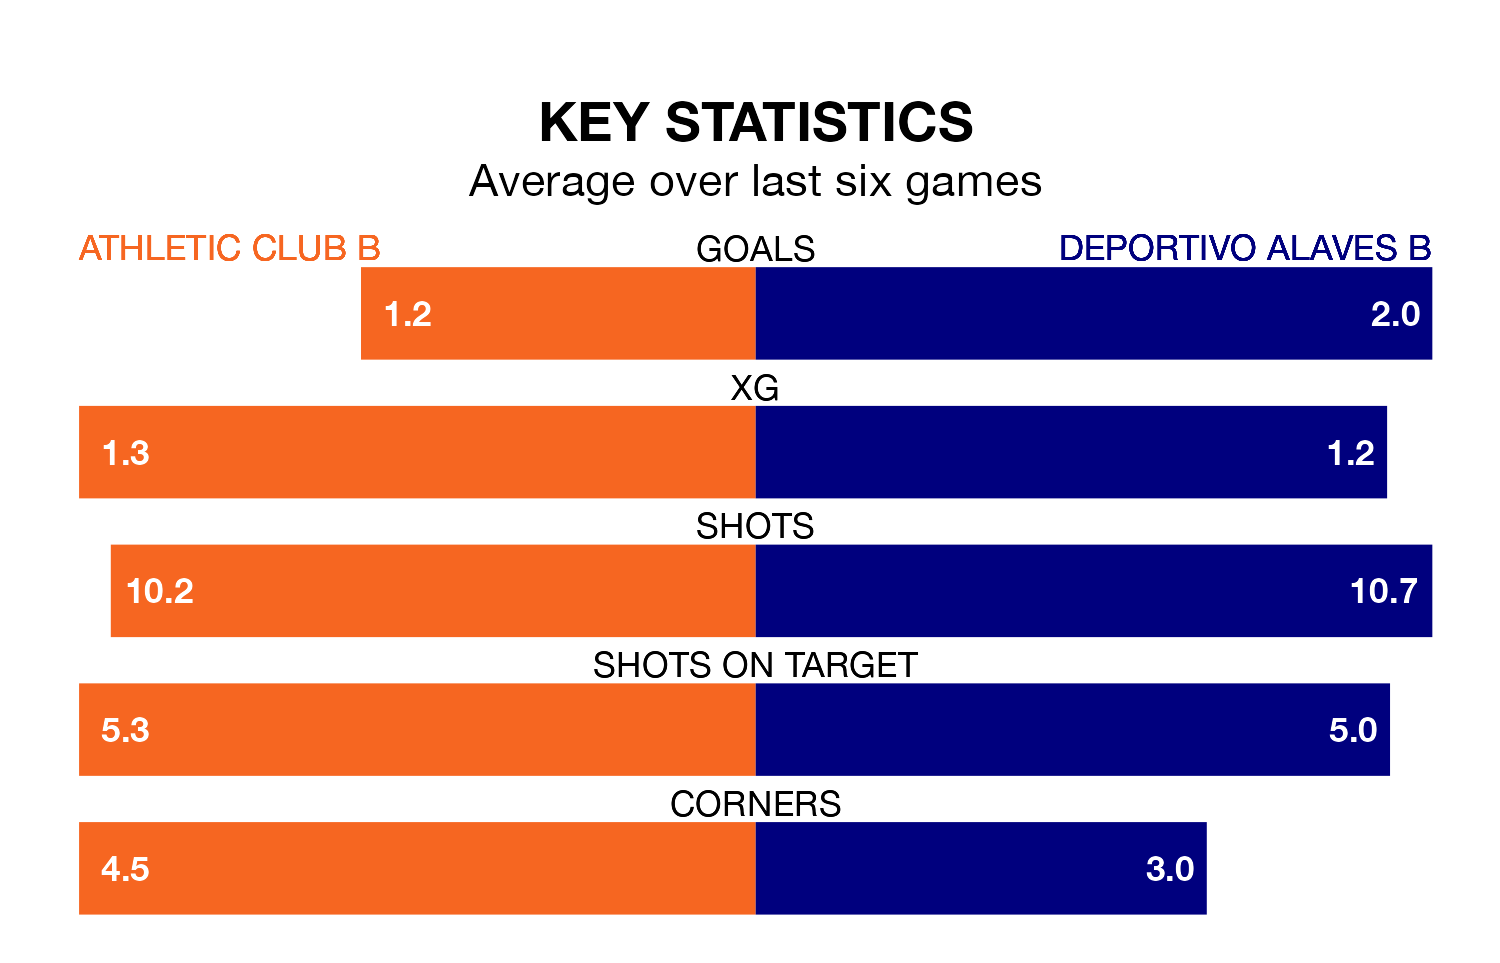 KEY STATISTICS
Average over last six games
ATHLETIC CLUB B GOALS DEPORTIVO ALAVES B
1.2 2.0
XG
1.3 1.2
SHOTS
10.2 10.7
SHOTS ON TARGET
5.3 5.0
CORNERS
4.5 3.0